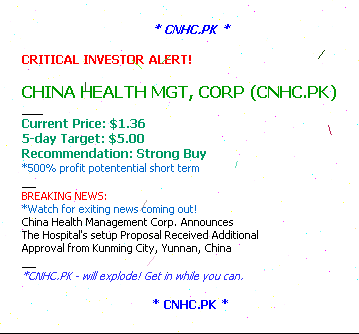 * CNHC.PK *
CRITICAL INVESTOR ALERT!
CHINA HEALTH MGT, CORP (CNHC.PK)
Current Price: $1.36
5-day Target: $5.00
Recommendation: Strong Buy
*500% profit potentential short term
BREAKING NEWS:
*Watch for exiting news coming out!
China Health Management Corp. Announces
The Hospital's setup Proposal Received Additional
Approval from Kunming City, Yunnan, China
*CNHC.PK - will explode! Get in while you can.
* CNHC.PK *